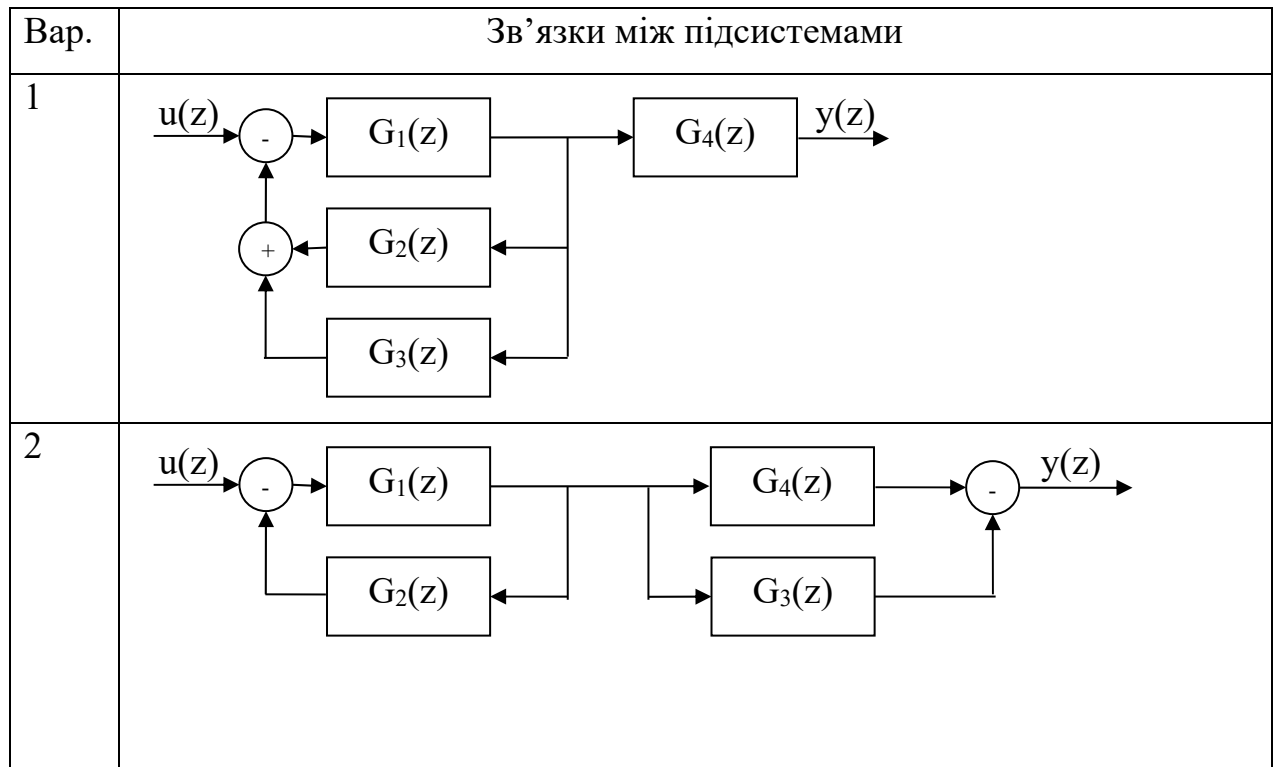 Вар. Зв’язки між підсистемами
1
u(z) - G₁(z) G₄(z) y(z)
+ G₂(z)
G₃(z)
2
u(z) - G₁(z) G₄(z) - y(z)
G₂(z) G₃(z)